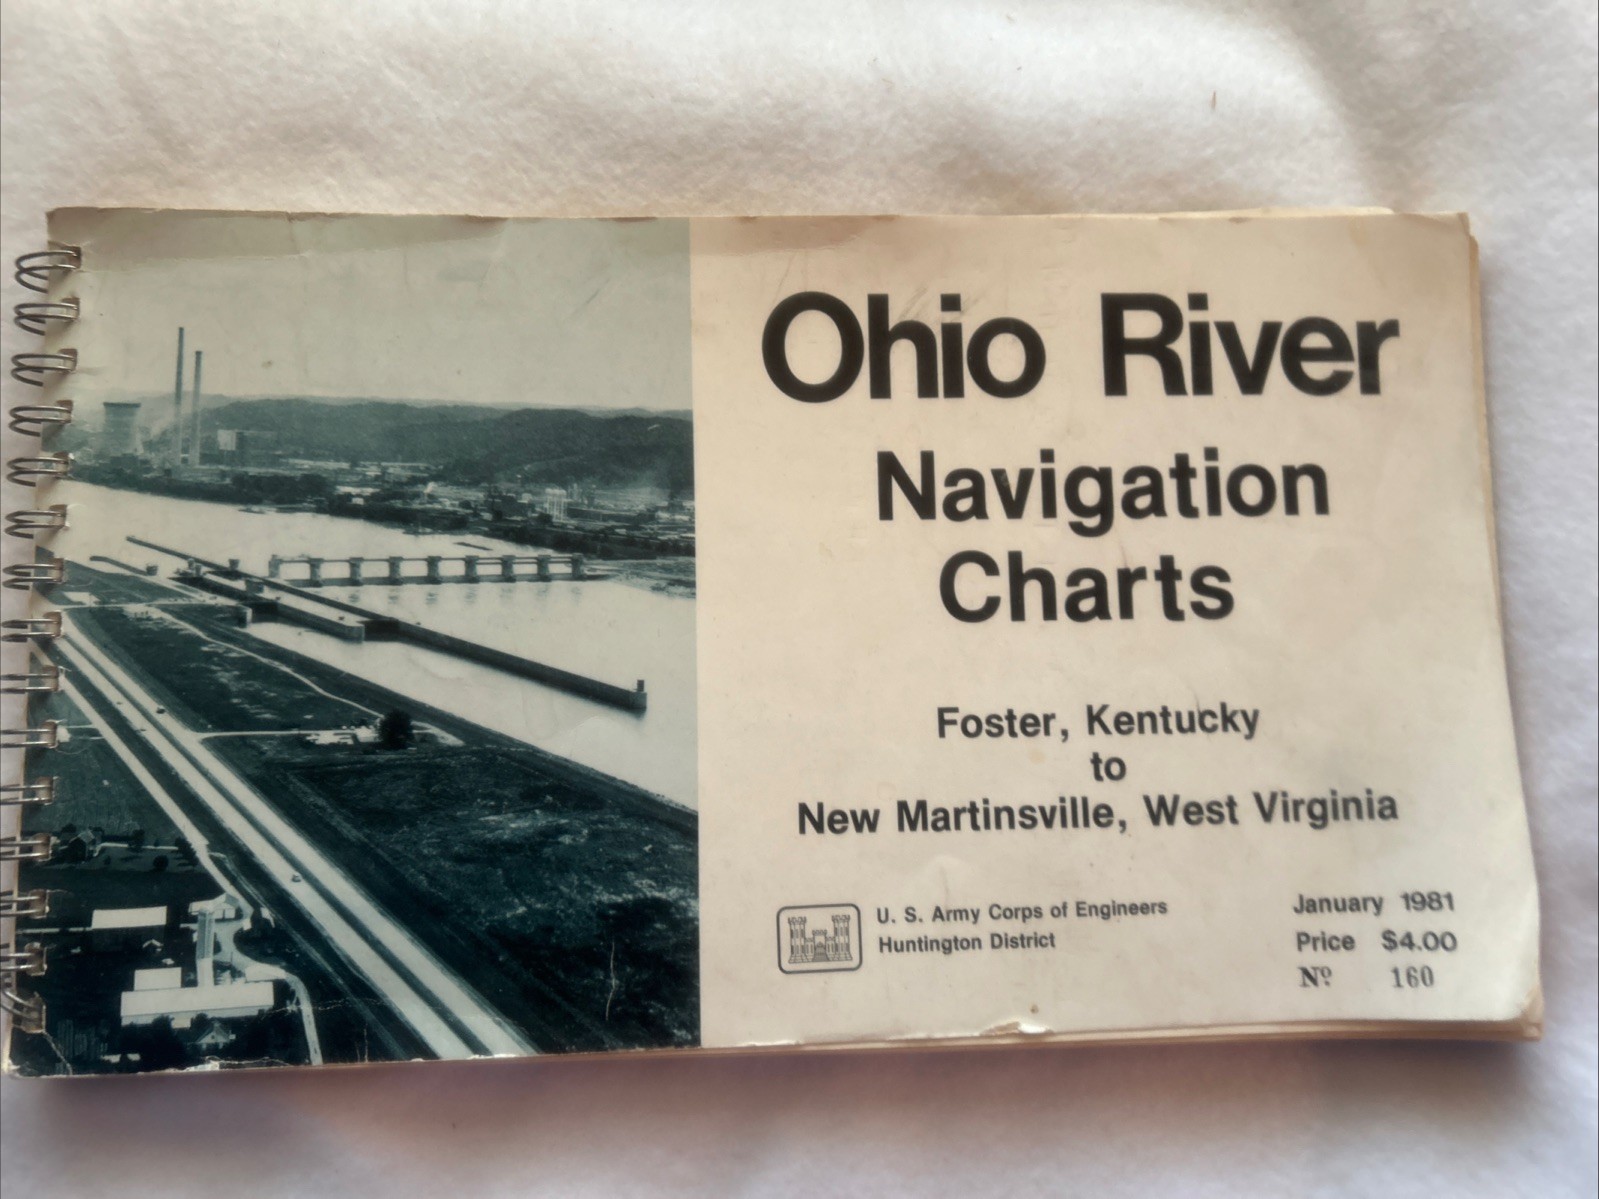 Ohio River
Navigation
Charts
Foster, Kentucky
to
New Martinsville, West Virginia
U. S. Army Corps of Engineers
Huntington District
January 1981
Price $4.00
Nº 160